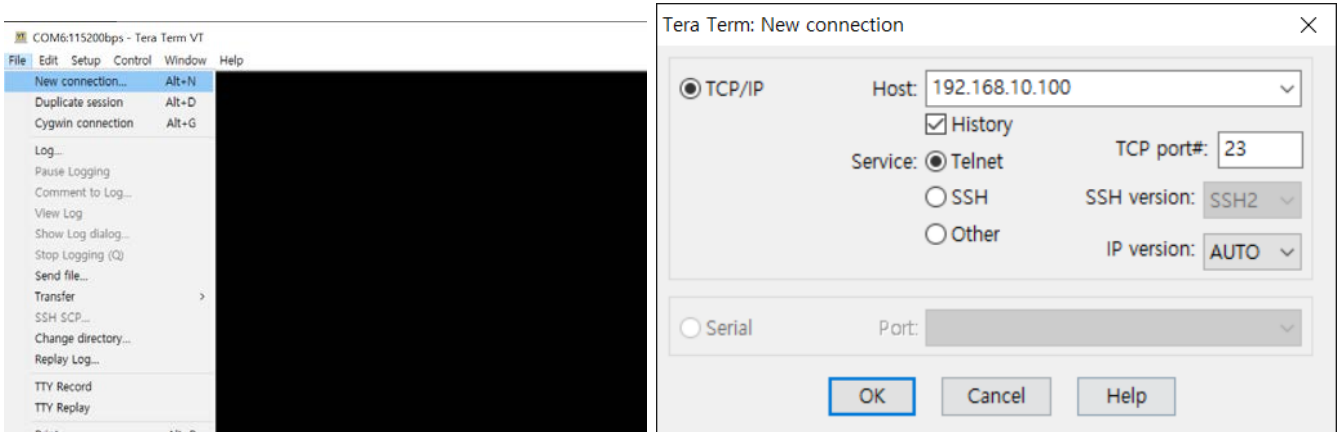 COM6:115200bps - Tera Term VT
File Edit Setup Control Window Help
New connection... Alt+N
Duplicate session Alt+D
Cygwin connection Alt+G
Log...
Pause Logging
Comment to Log...
View Log
Show Log dialog...
Stop Logging (Q)
Send file...
Transfer >
SSH SCP...
Change directory...
Replay Log...
TTY Record
TTY Replay
Tera Term: New connection
TCP/IP Host: 192.168.10.100
History
Service: Telnet TCP port#: 23
SSH SSH version: SSH2
Other IP version: AUTO
Serial Port:
OK Cancel Help